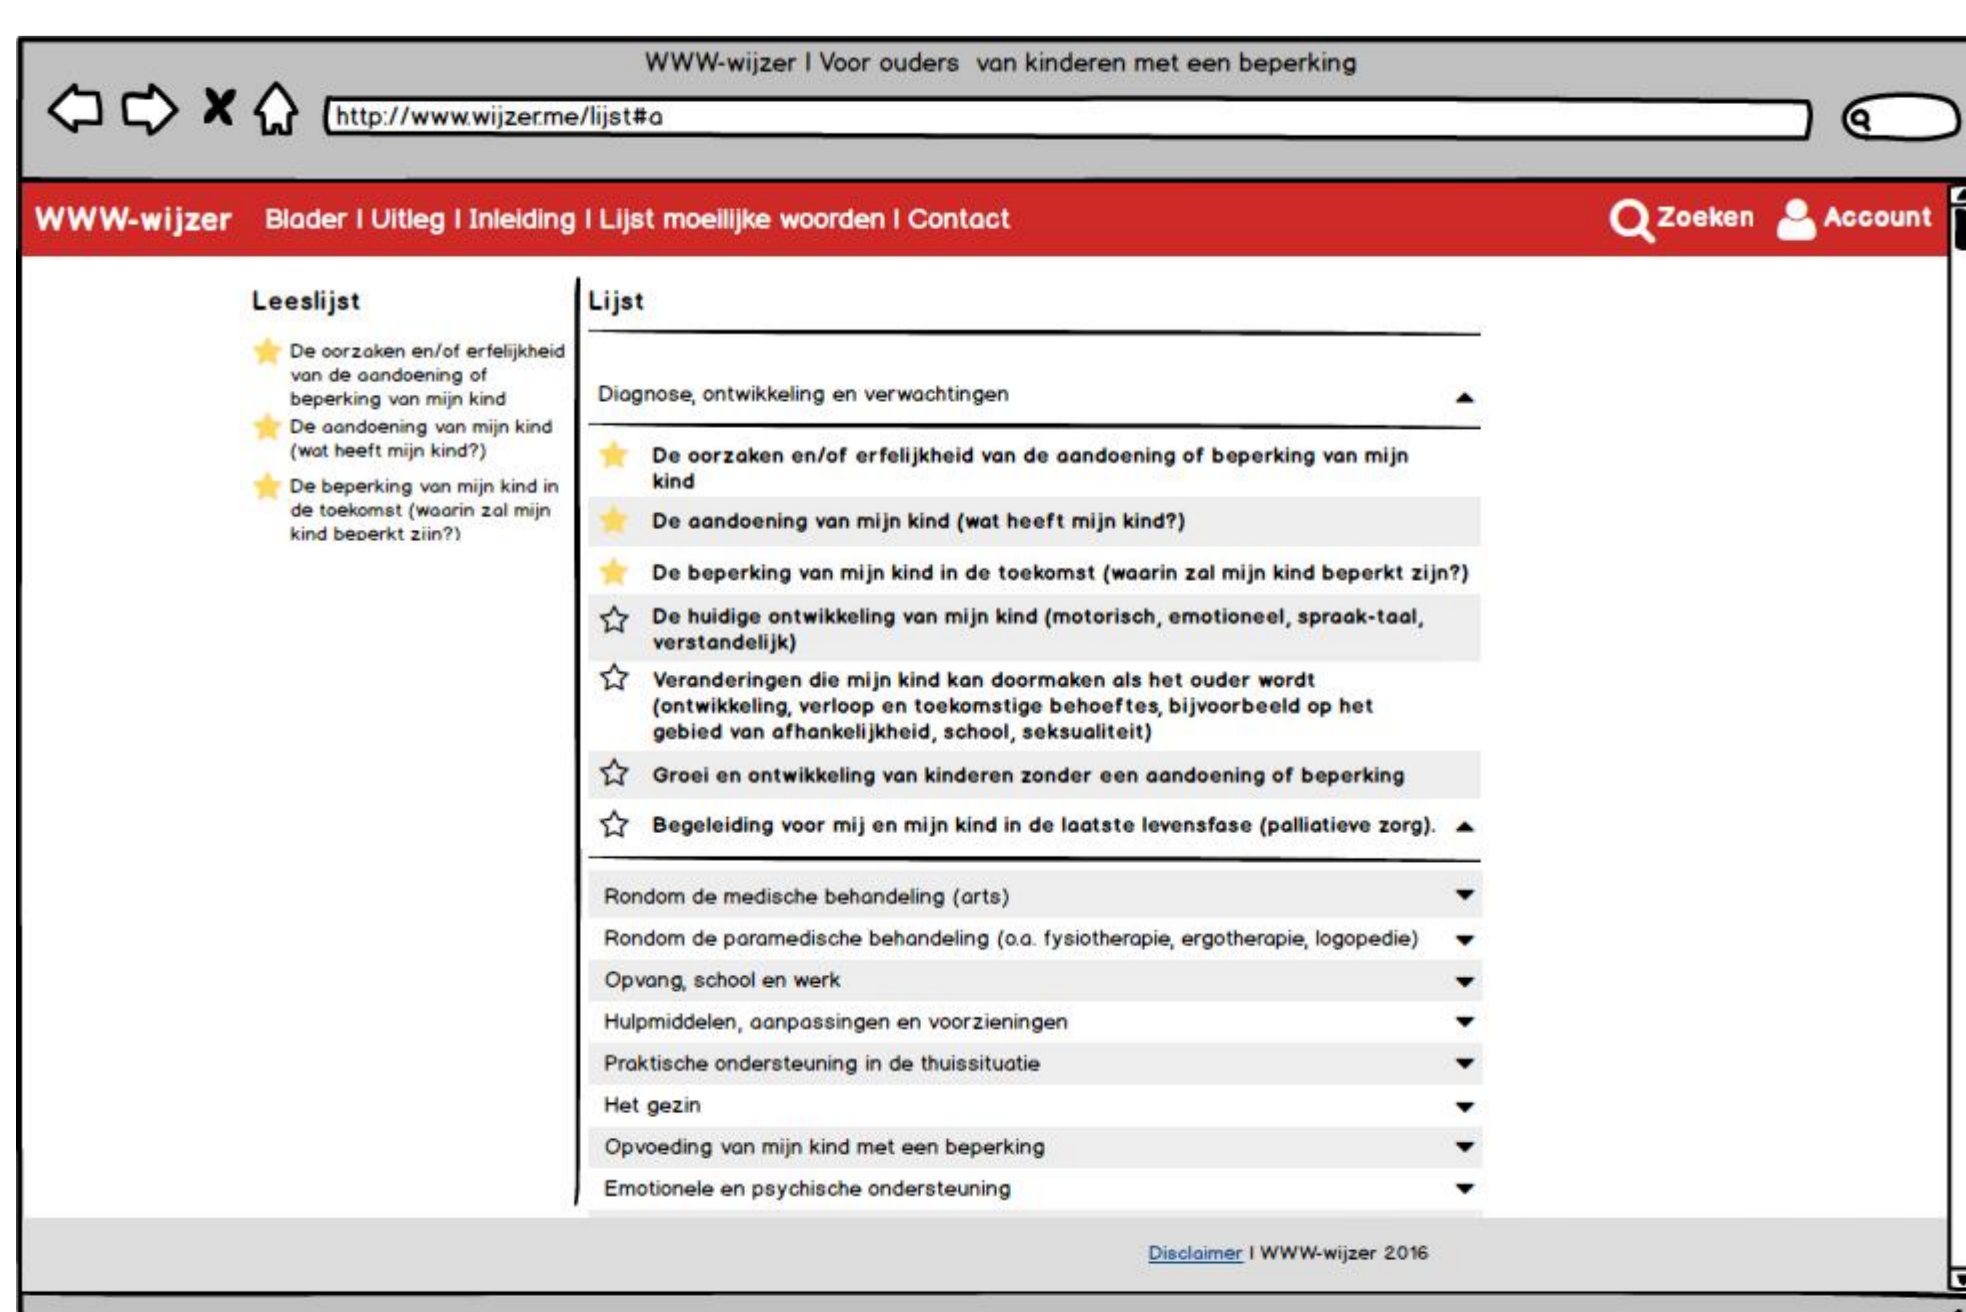 WWW-wijzer | Voor ouders van kinderen met een beperking
http://www.wijzer.me/lijst#a
WWW-wijzer Blader | Uitleg | Inleiding | Lijst moeilijke woorden | Contact Zoeken Account
Leeslijst
De oorzaken en/of erfelijkheid
van de aandoening of
beperking van mijn kind
De aandoening van mijn kind
(wat heeft mijn kind?)
De beperking van mijn kind in
de toekomst (waarin zal mijn
kind beperkt zijn?)
Lijst
Diagnose, ontwikkeling en verwachtingen
De oorzaken en/of erfelijkheid van de aandoening of beperking van mijn
kind
De aandoening van mijn kind (wat heeft mijn kind?)
De beperking van mijn kind in de toekomst (waarin zal mijn kind beperkt zijn?)
De huidige ontwikkeling van mijn kind (motorisch, emotioneel, spraak-taal,
verstandelijk)
Veranderingen die mijn kind kan doormaken als het ouder wordt
(ontwikkeling, verloop en toekomstige behoeftes, bijvoorbeeld op het
gebied van afhankelijkheid, school, seksualiteit)
Groei en ontwikkeling van kinderen zonder een aandoening of beperking
Begeleiding voor mij en mijn kind in de laatste levensfase (palliatieve zorg).
Rondom de medische behandeling (arts)
Rondom de paramedische behandeling (o.a. fysiotherapie, ergotherapie, logopedie)
Opvang, school en werk
Hulpmiddelen, aanpassingen en voorzieningen
Praktische ondersteuning in de thuissituatie
Het gezin
Opvoeding van mijn kind met een beperking
Emotionele en psychische ondersteuning
Disclaimer | WWW-wijzer 2016